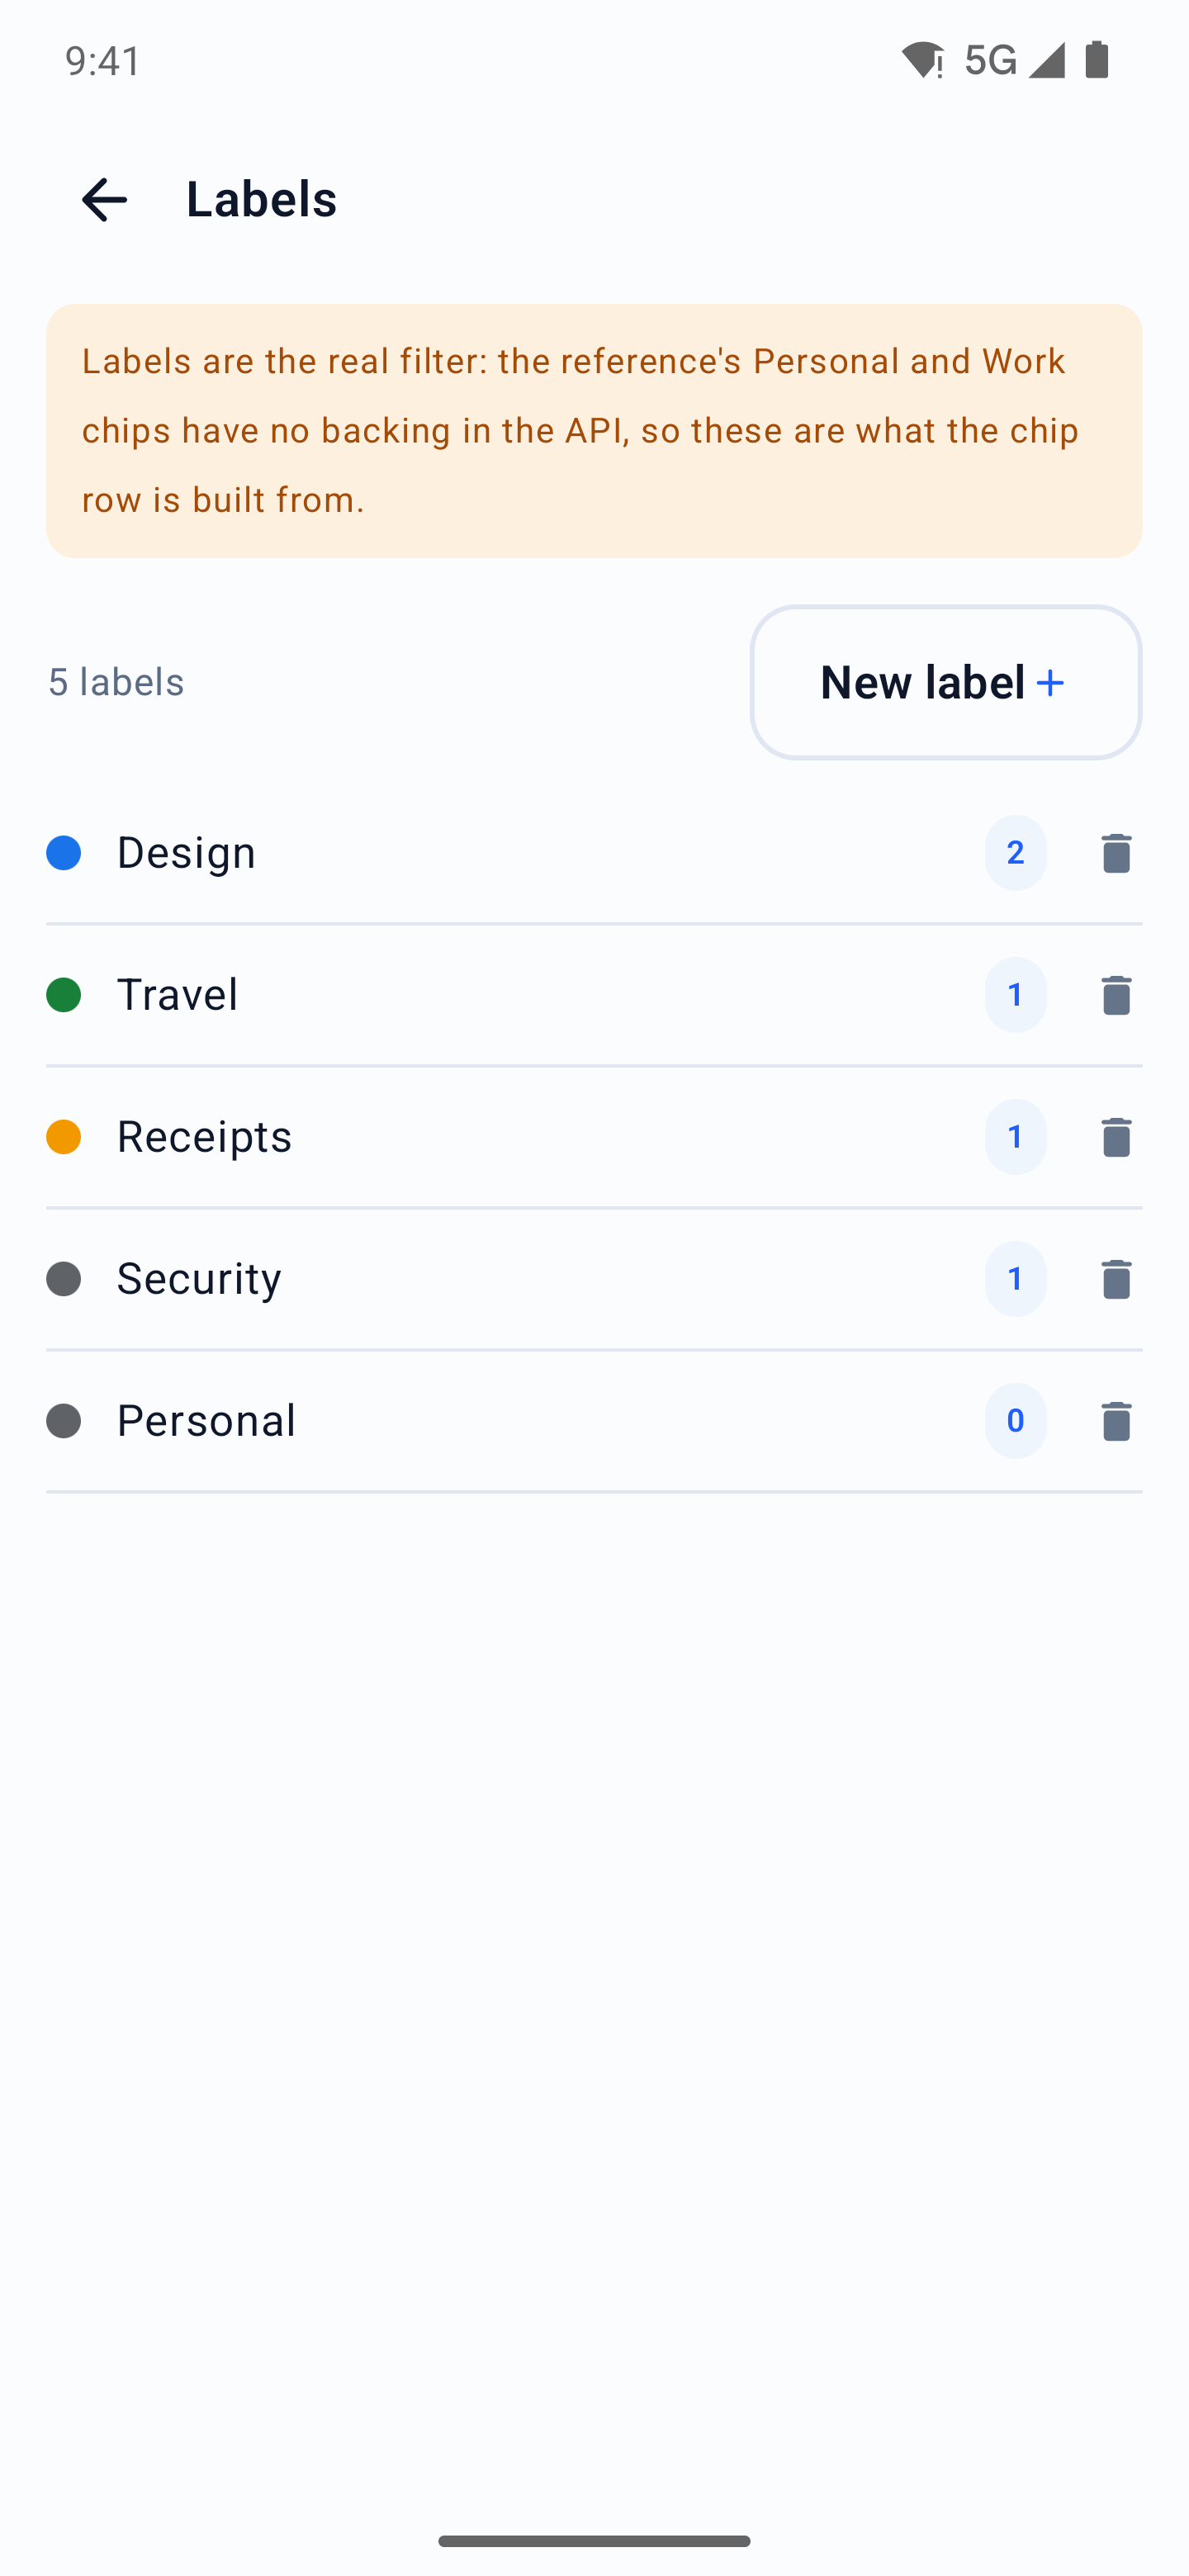 9:41
5G
Labels
Labels are the real filter: the reference's Personal and Work
chips have no backing in the API, so these are what the chip
row is built from.
5 labels
New label +
Design 2
Travel 1
Receipts 1
Security 1
Personal 0